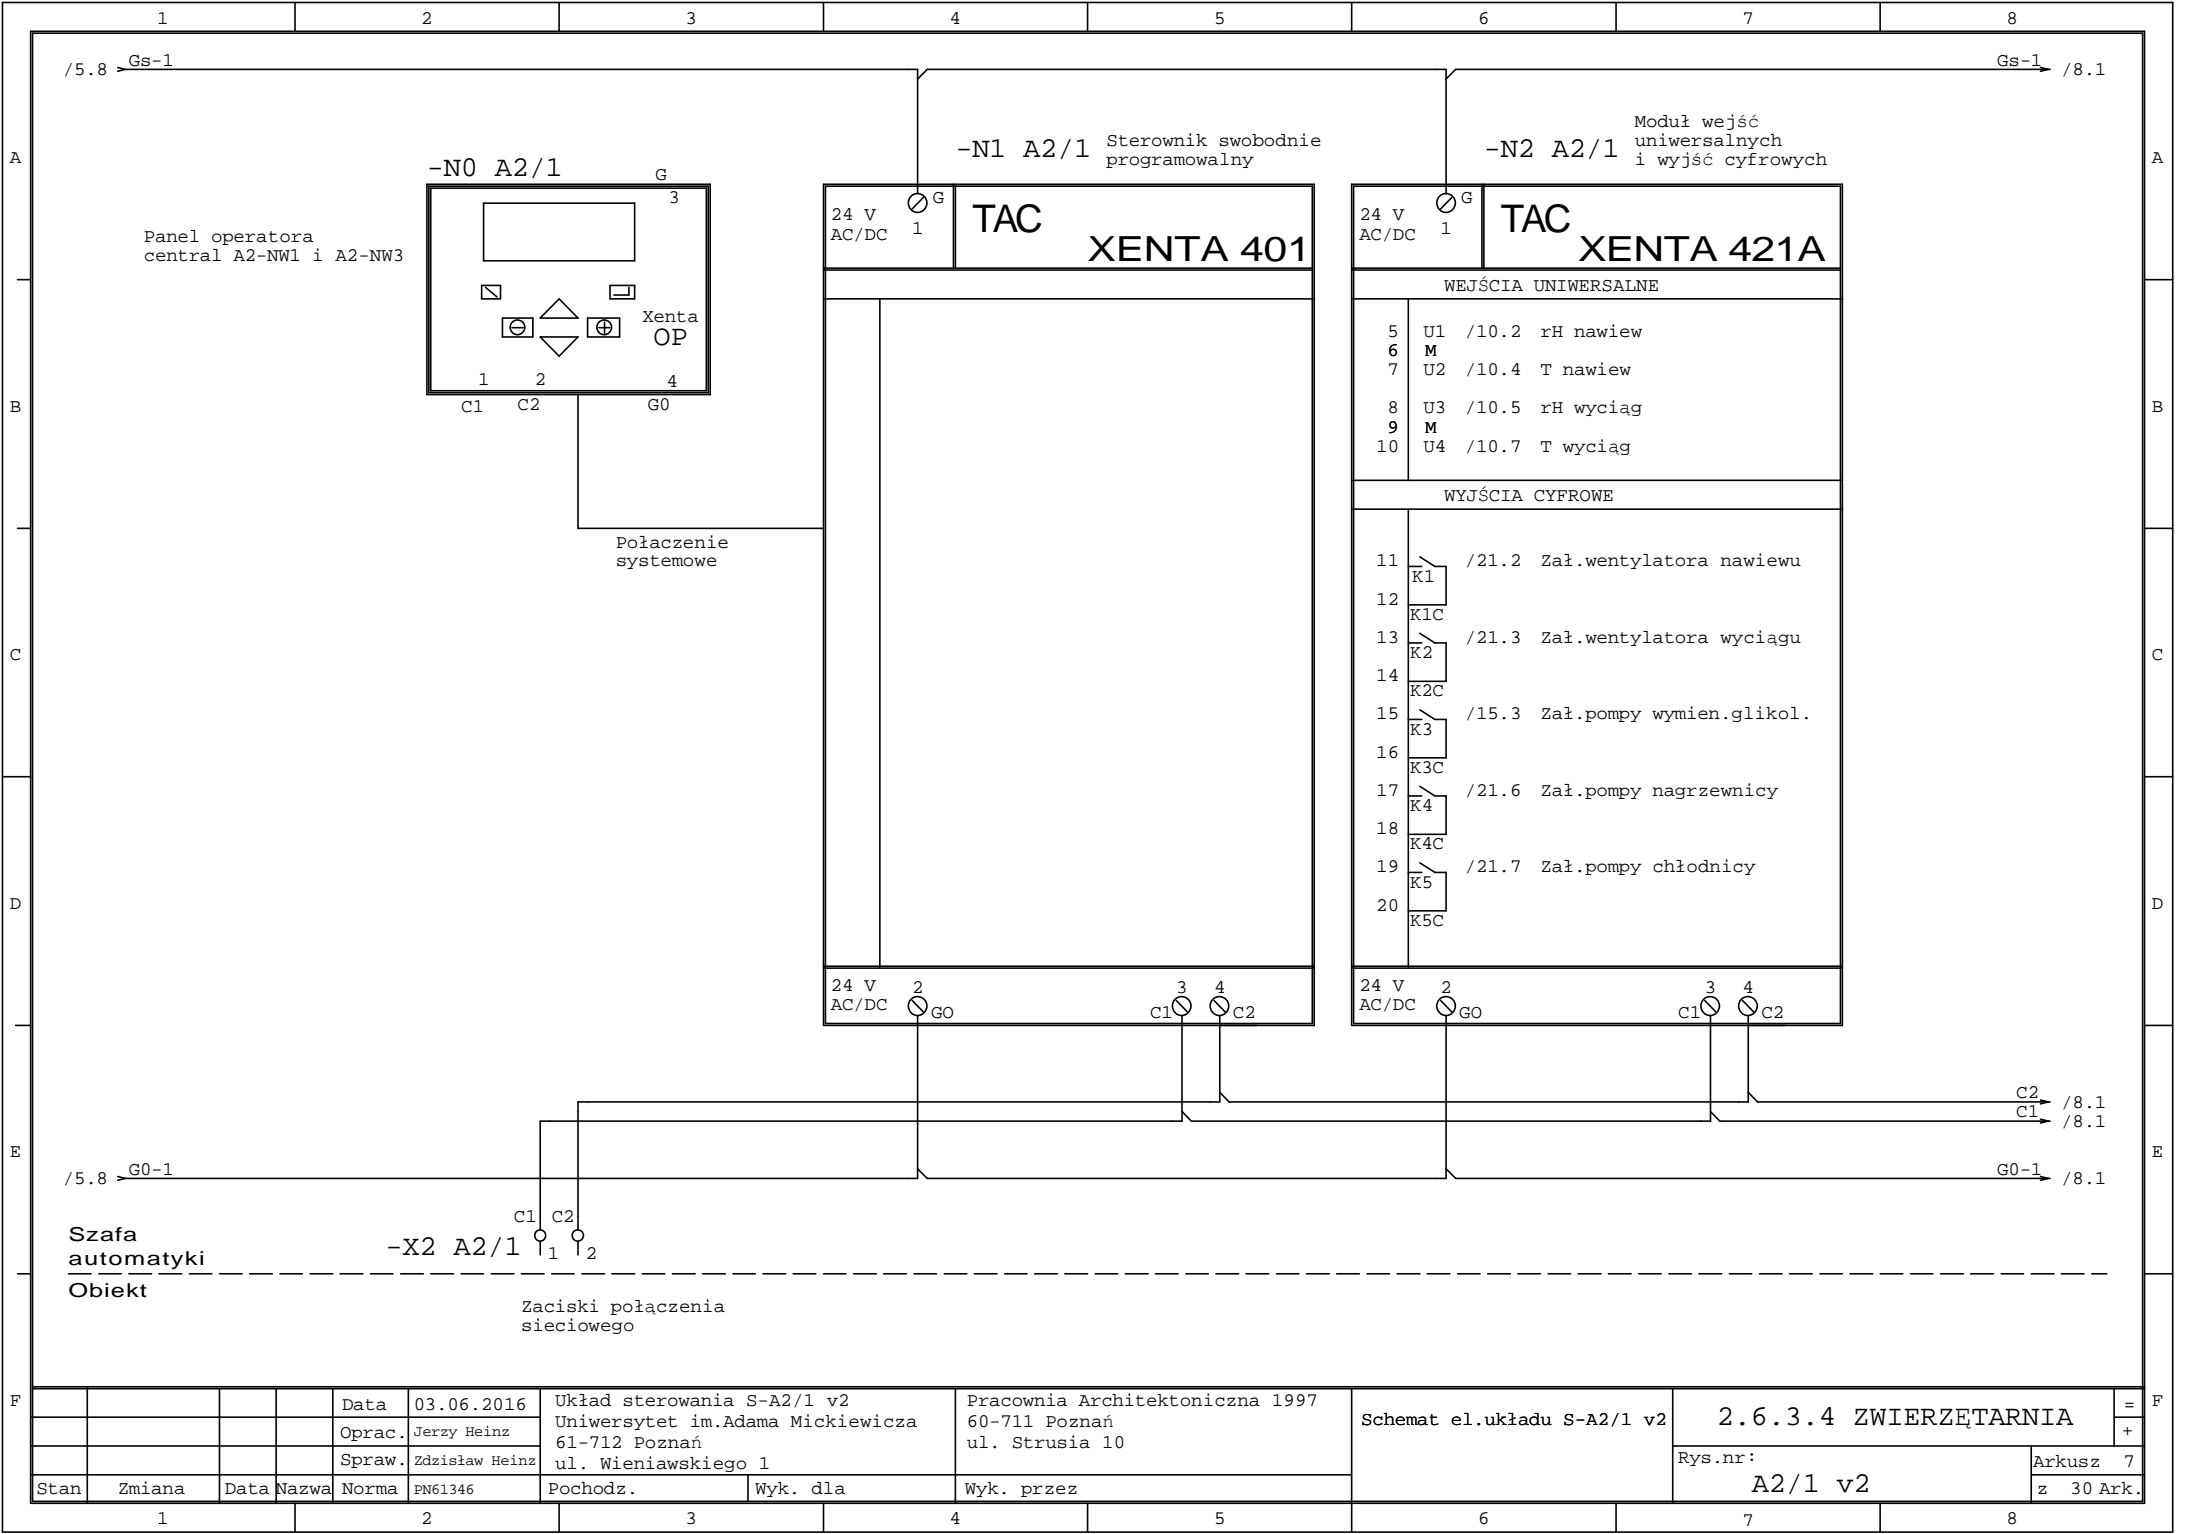 1 2 3 4 5 6 7 8
/5.8 Gs-1
Gs-1 /8.1
A
A
-N0 A2/1
G
3
Panel operatora
central A2-NW1 i A2-NW3
Xenta
OP
1 2 4
C1 C2 G0
-N1 A2/1
Sterownik swobodnie
programowalny
24 V
AC/DC
G
1
TAC
XENTA 401
-N2 A2/1
Moduł wejść
uniwersalnych
i wyjść cyfrowych
24 V
AC/DC
G
1
TAC
XENTA 421A
WEJŚCIA UNIWERSALNE
5 U1 /10.2 rH nawiew
6 M
7 U2 /10.4 T nawiew
8 U3 /10.5 rH wyciąg
9 M
10 U4 /10.7 T wyciąg
B
B
WYJŚCIA CYFROWE
Połaczenie
systemowe
11 /21.2 Zał.wentylatora nawiewu
K1
12
K1C
13 /21.3 Zał.wentylatora wyciągu
K2
14
K2C
15 /15.3 Zał.pompy wymien.glikol.
K3
16
K3C
17 /21.6 Zał.pompy nagrzewnicy
K4
18
K4C
19 /21.7 Zał.pompy chłodnicy
K5
20
K5C
C
C
D
D
24 V
AC/DC
2
GO
3 4
C1 C2
24 V
AC/DC
2
GO
3 4
C1 C2
C2 /8.1
C1 /8.1
E
E
/5.8 G0-1
G0-1 /8.1
C1 C2
-X2 A2/1 1 2
Szafa
automatyki
Obiekt
Zaciski połączenia
sieciowego
F
F
Data 03.06.2016
Oprac. Jerzy Heinz
Spraw. Zdzisław Heinz
Stan Zmiana Data Nazwa Norma PN61346
Układ sterowania S-A2/1 v2
Uniwersytet im.Adama Mickiewicza
61-712 Poznań
ul. Wieniawskiego 1
Pochodz. Wyk. dla
Pracownia Architektoniczna 1997
60-711 Poznań
ul. Strusia 10
Wyk. przez
Schemat el.układu S-A2/1 v2
2.6.3.4 ZWIERZĘTARNIA
=
+
Rys.nr:
A2/1 v2
Arkusz 7
z 30 Ark.
1 2 3 4 5 6 7 8